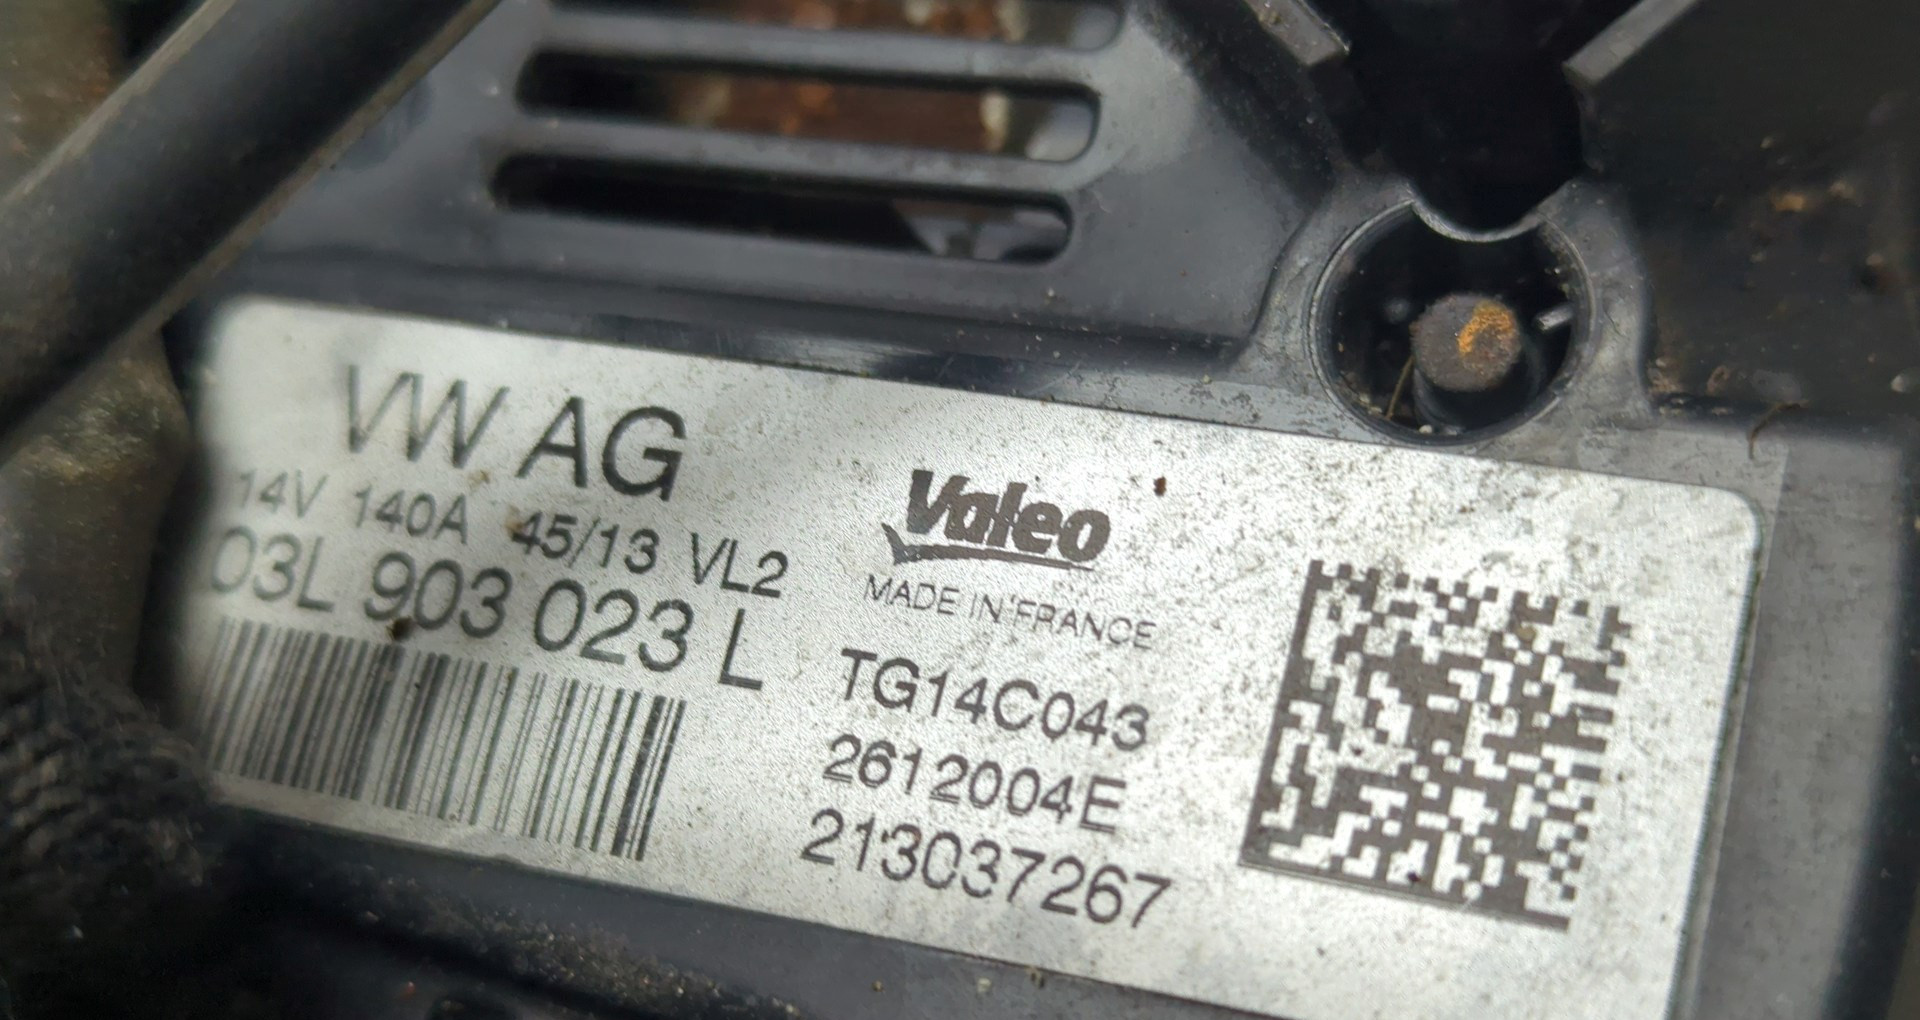 VW AG
14V 140A 45/13 VL2
03L 903 023 L
Valeo
MADE IN FRANCE
TG14C043
2612004E
213037267